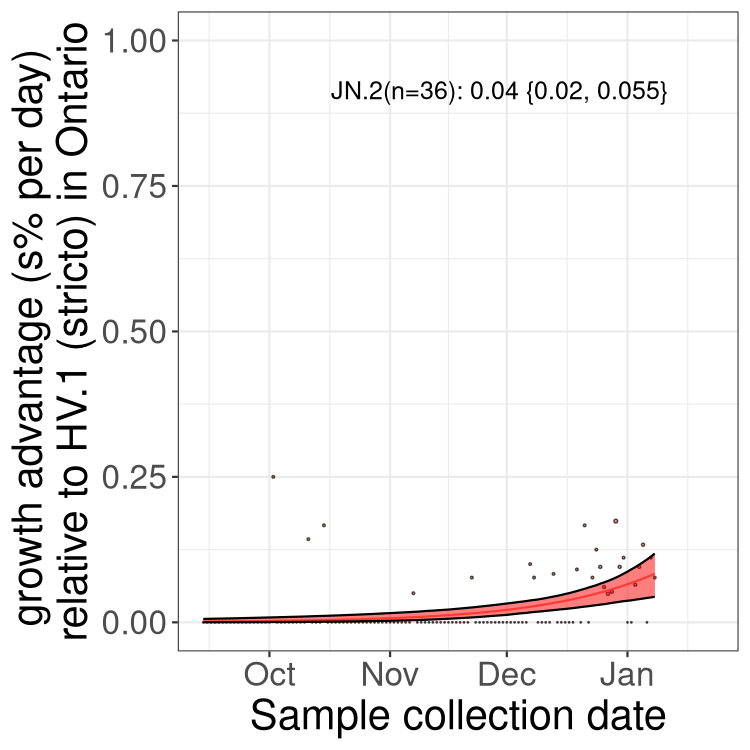 growth advantage (s% per day)
relative to HV.1 (stricto) in Ontario
1.00
0.75
0.50
0.25
0.00
JN.2(n=36): 0.04 {0.02, 0.055}
Oct Nov Dec Jan
Sample collection date